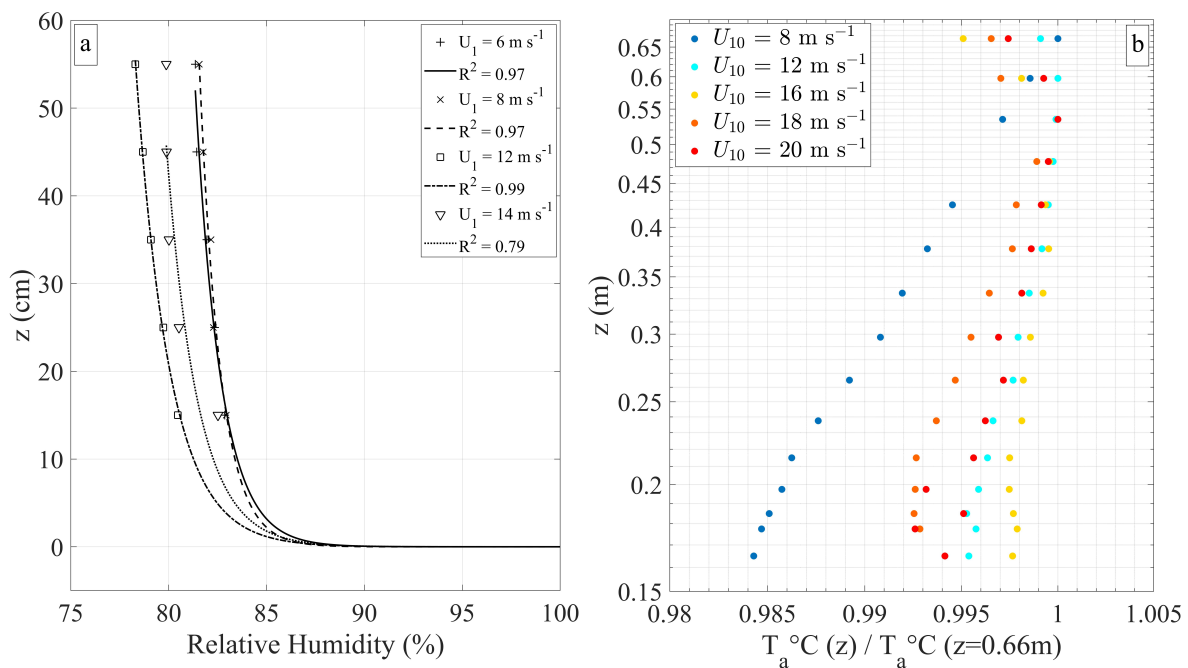 a
60
50
40
30
20
10
0
z (cm)
75 80 85 90 95 100
Relative Humidity (%)
U1 = 6 m s-1
R2 = 0.97
U1 = 8 m s-1
R2 = 0.97
U1 = 12 m s-1
R2 = 0.99
U1 = 14 m s-1
R2 = 0.79
b
U10 = 8 m s−1
U10 = 12 m s−1
U10 = 16 m s−1
U10 = 18 m s−1
U10 = 20 m s−1
0.65
0.6
0.55
0.5
0.45
0.4
0.35
0.3
0.25
0.2
0.15
z (m)
0.98 0.985 0.99 0.995 1 1.005
Ta°C (z) / Ta°C (z=0.66m)